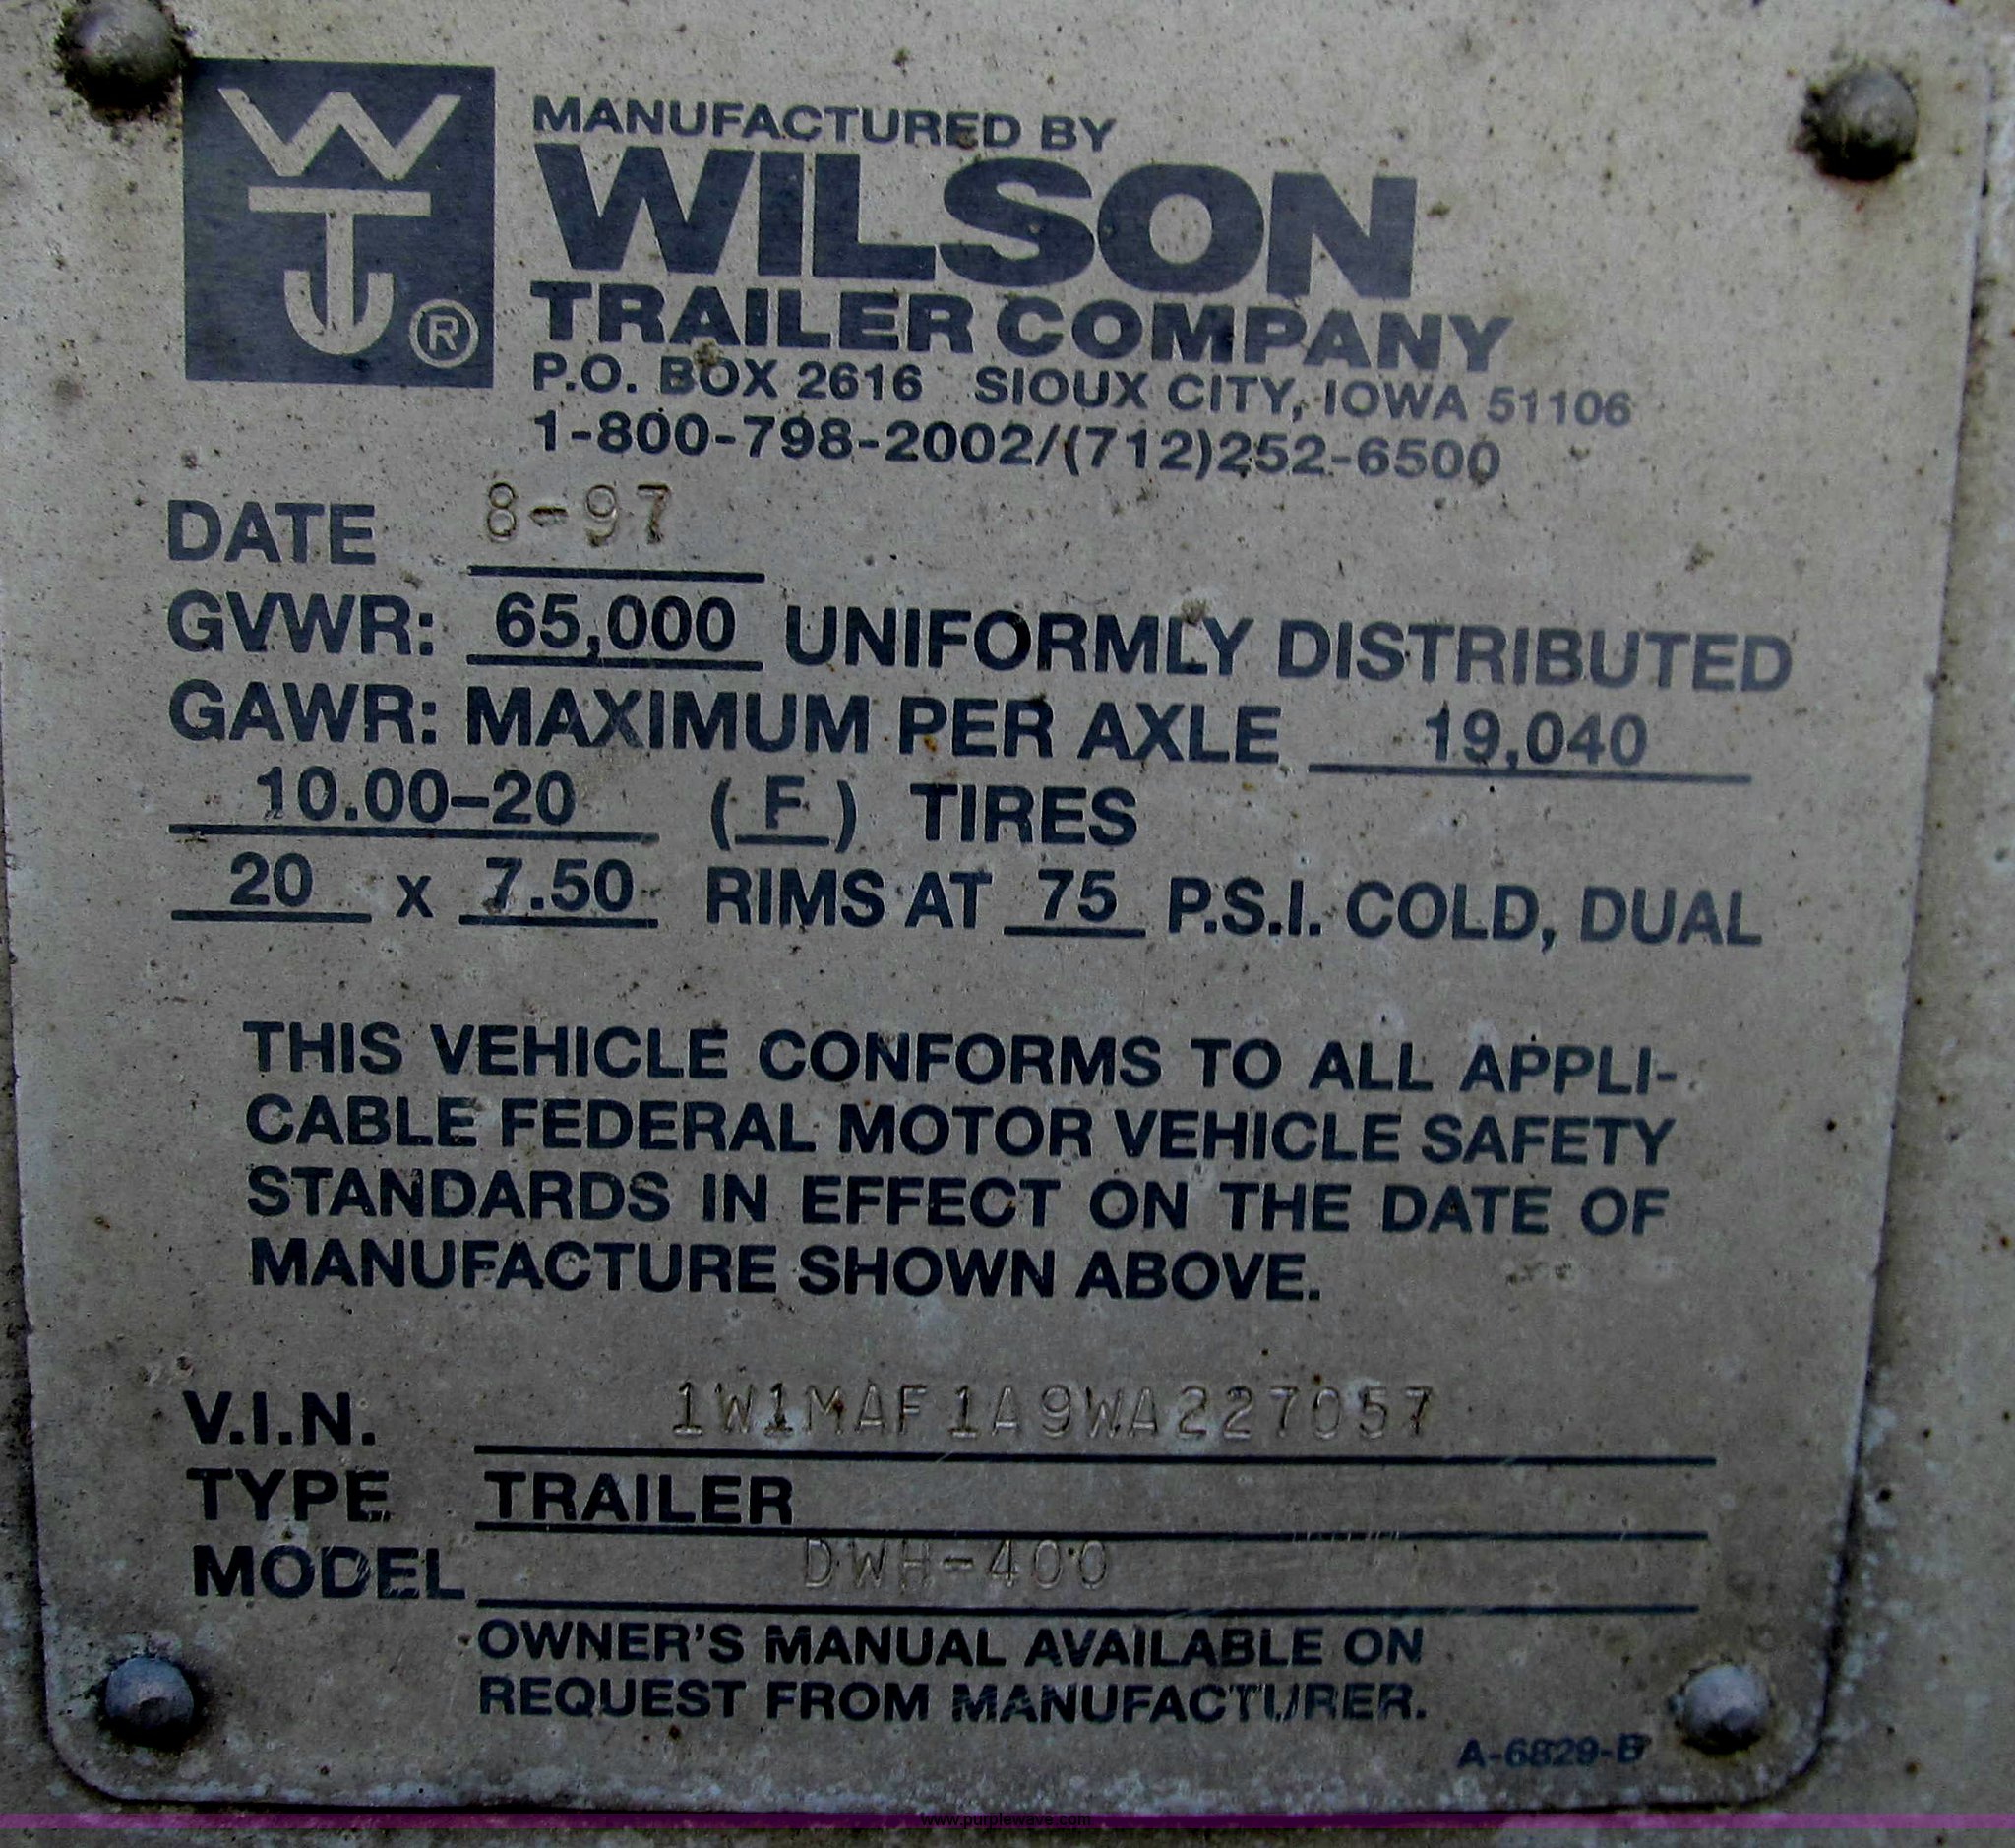 WT
®
MANUFACTURED BY
WILSON
TRAILER COMPANY
P.O. BOX 2616 SIOUX CITY, IOWA 51106
1-800-798-2002/(712)252-6500
DATE 8-97
GVWR: 65,000 UNIFORMLY DISTRIBUTED
GAWR: MAXIMUM PER AXLE 19,040
10.00-20 (F) TIRES
20 x 7.50 RIMS AT 75 P.S.I. COLD, DUAL
THIS VEHICLE CONFORMS TO ALL APPLI-
CABLE FEDERAL MOTOR VEHICLE SAFETY
STANDARDS IN EFFECT ON THE DATE OF
MANUFACTURE SHOWN ABOVE.
V.I.N. 1W1MAF1A9WA227057
TYPE TRAILER
MODEL DWH-400
OWNER'S MANUAL AVAILABLE ON
REQUEST FROM MANUFACTURER.
A-6829-B
www.purplewave.com